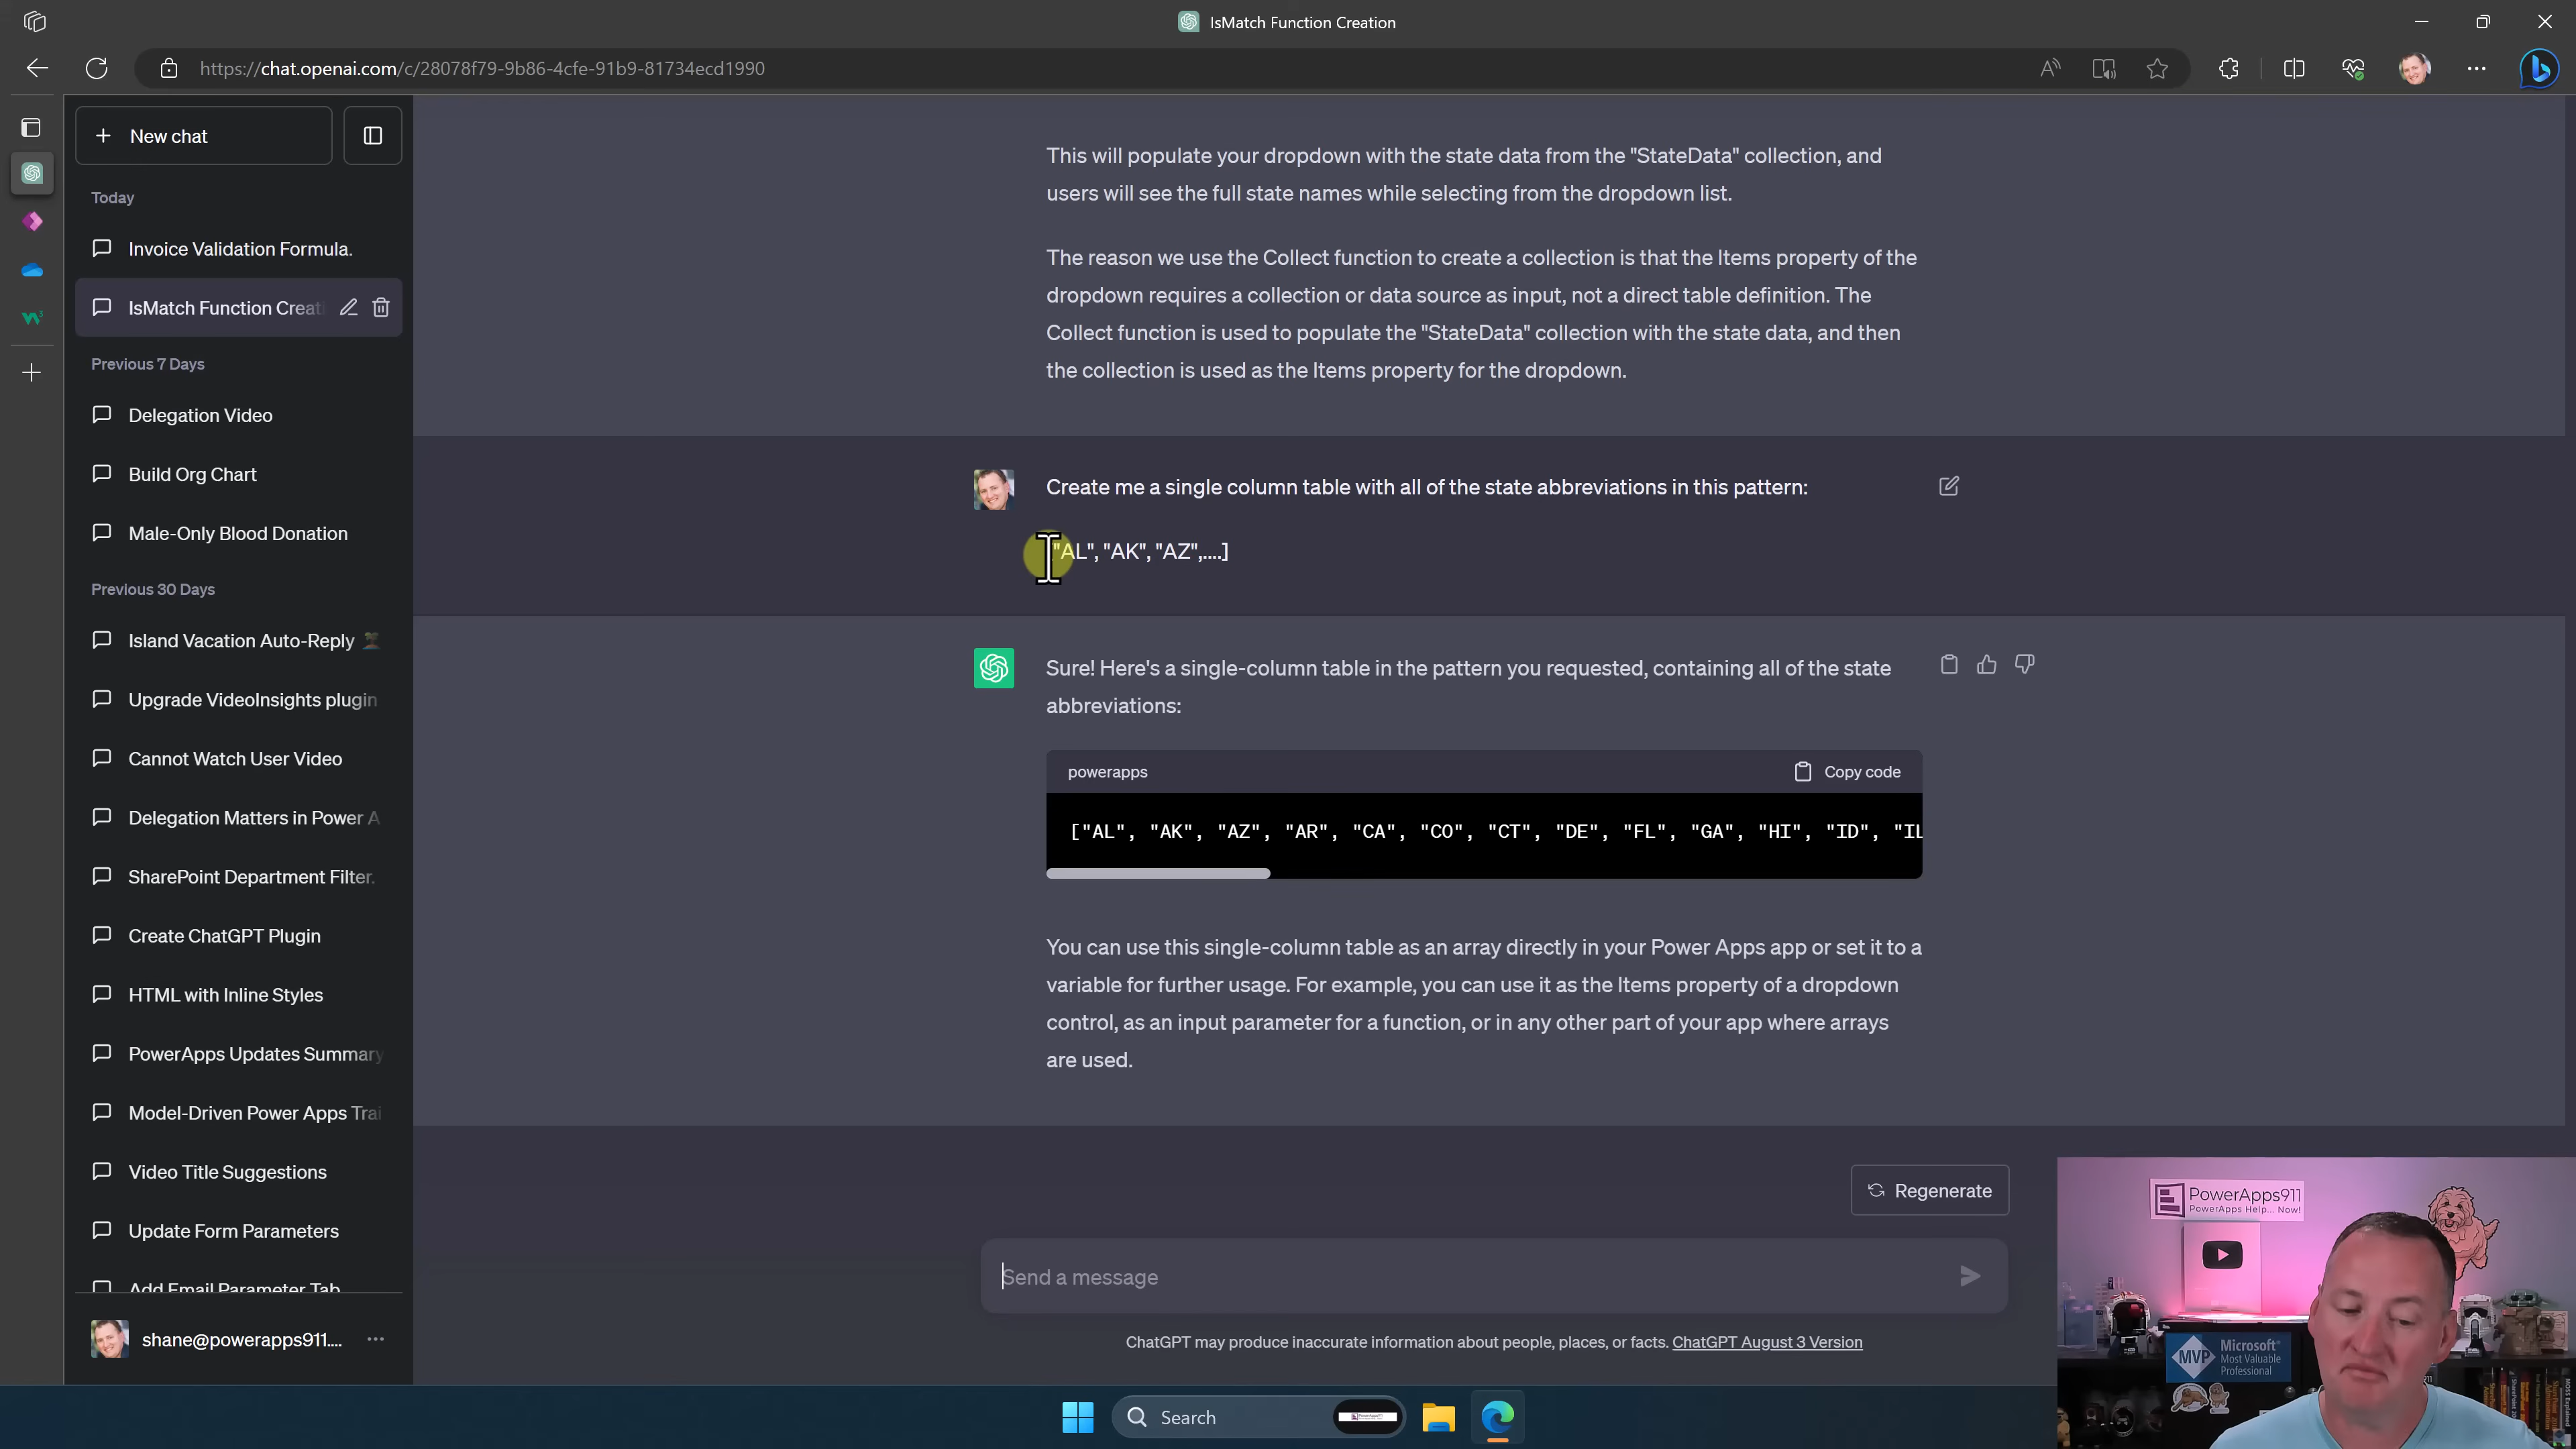 IsMatch Function Creation
https://chat.openai.com/c/28078f79-9b86-4cfe-91b9-81734ecd1990
New chat
Today
Invoice Validation Formula.
IsMatch Function Creati
Previous 7 Days
Delegation Video
Build Org Chart
Male-Only Blood Donation
Previous 30 Days
Island Vacation Auto-Reply
Upgrade VideoInsights plugin
Cannot Watch User Video
Delegation Matters in Power A
SharePoint Department Filter.
Create ChatGPT Plugin
HTML with Inline Styles
PowerApps Updates Summary
Model-Driven Power Apps Trai
Video Title Suggestions
Update Form Parameters
Add Email Parameter Tab
shane@powerapps911....
This will populate your dropdown with the state data from the "StateData" collection, and
users will see the full state names while selecting from the dropdown list.
The reason we use the Collect function to create a collection is that the Items property of the
dropdown requires a collection or data source as input, not a direct table definition. The
Collect function is used to populate the "StateData" collection with the state data, and then
the collection is used as the Items property for the dropdown.
Create me a single column table with all of the state abbreviations in this pattern:
"AL", "AK", "AZ",....]
Sure! Here's a single-column table in the pattern you requested, containing all of the state
abbreviations:
powerapps
Copy code
["AL", "AK", "AZ", "AR", "CA", "CO", "CT", "DE", "FL", "GA", "HI", "ID", "IL
You can use this single-column table as an array directly in your Power Apps app or set it to a
variable for further usage. For example, you can use it as the Items property of a dropdown
control, as an input parameter for a function, or in any other part of your app where arrays
are used.
Regenerate
Send a message
ChatGPT may produce inaccurate information about people, places, or facts. ChatGPT August 3 Version
PowerApps911
PowerApps Help... Now!
MVP
Microsoft®
Most Valuable
Professional
Search